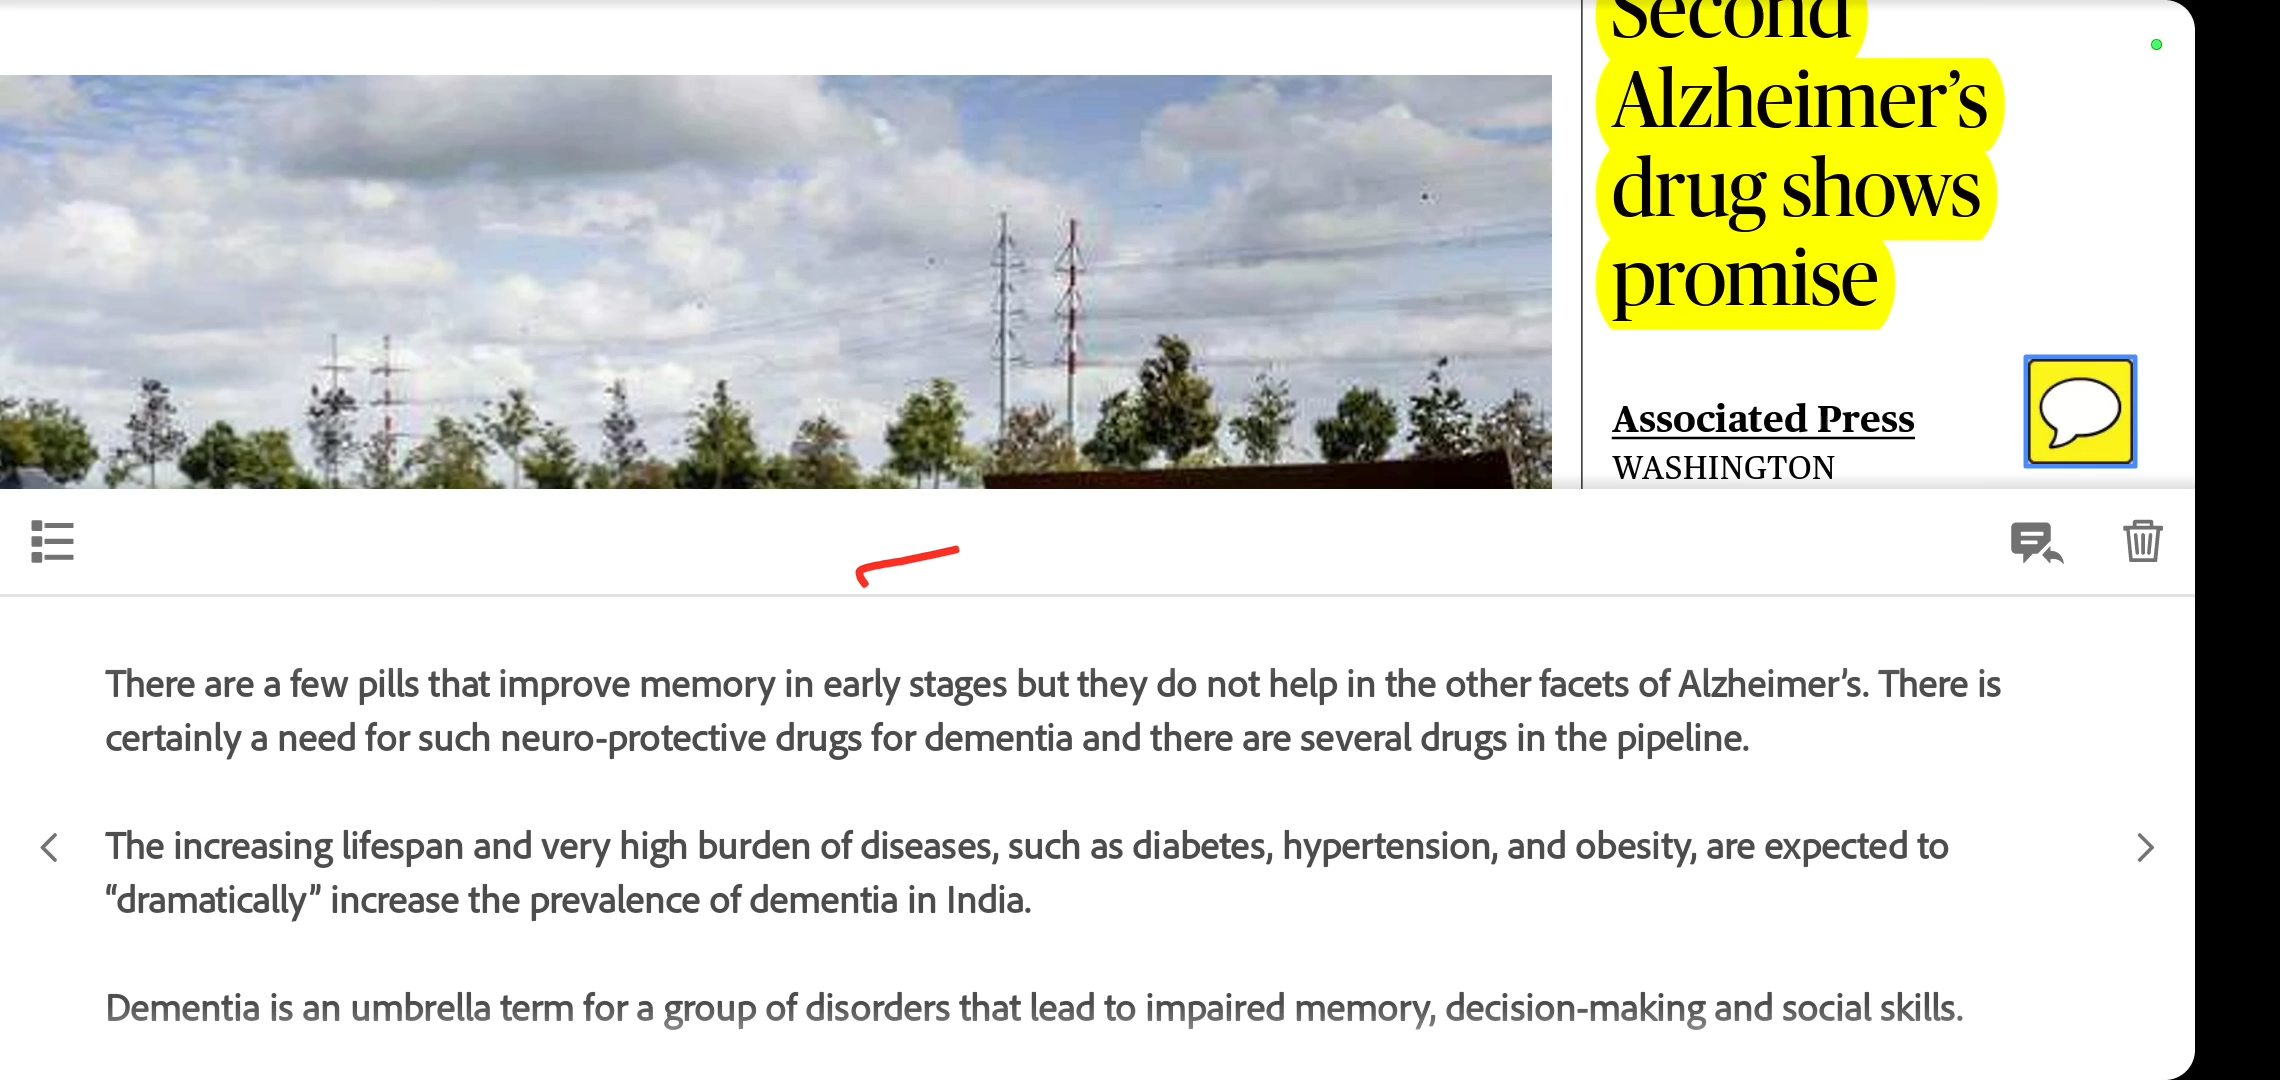 Second
Alzheimer’s
drug shows
promise
Associated Press
WASHINGTON
There are a few pills that improve memory in early stages but they do not help in the other facets of Alzheimer’s. There is
certainly a need for such neuro-protective drugs for dementia and there are several drugs in the pipeline.
The increasing lifespan and very high burden of diseases, such as diabetes, hypertension, and obesity, are expected to
“dramatically” increase the prevalence of dementia in India.
Dementia is an umbrella term for a group of disorders that lead to impaired memory, decision-making and social skills.